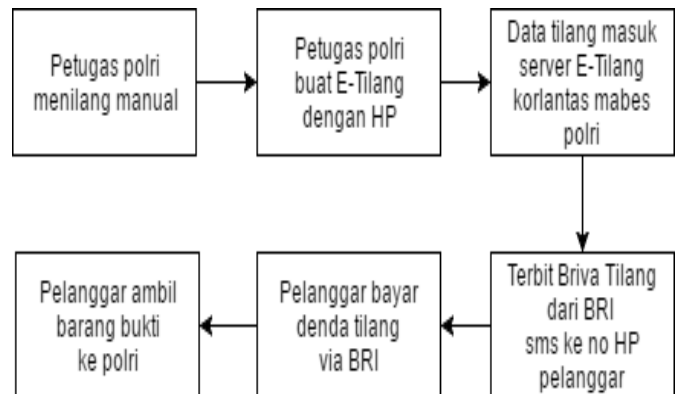 Petugas polri
menilang manual
Petugas polri
buat E-Tilang
dengan HP
Data tilang masuk
server E-Tilang
korlantas mabes
polri
Terbit Briva Tilang
dari BRI
sms ke no HP
pelanggar
Pelanggar bayar
denda tilang
via BRI
Pelanggar ambil
barang bukti
ke polri